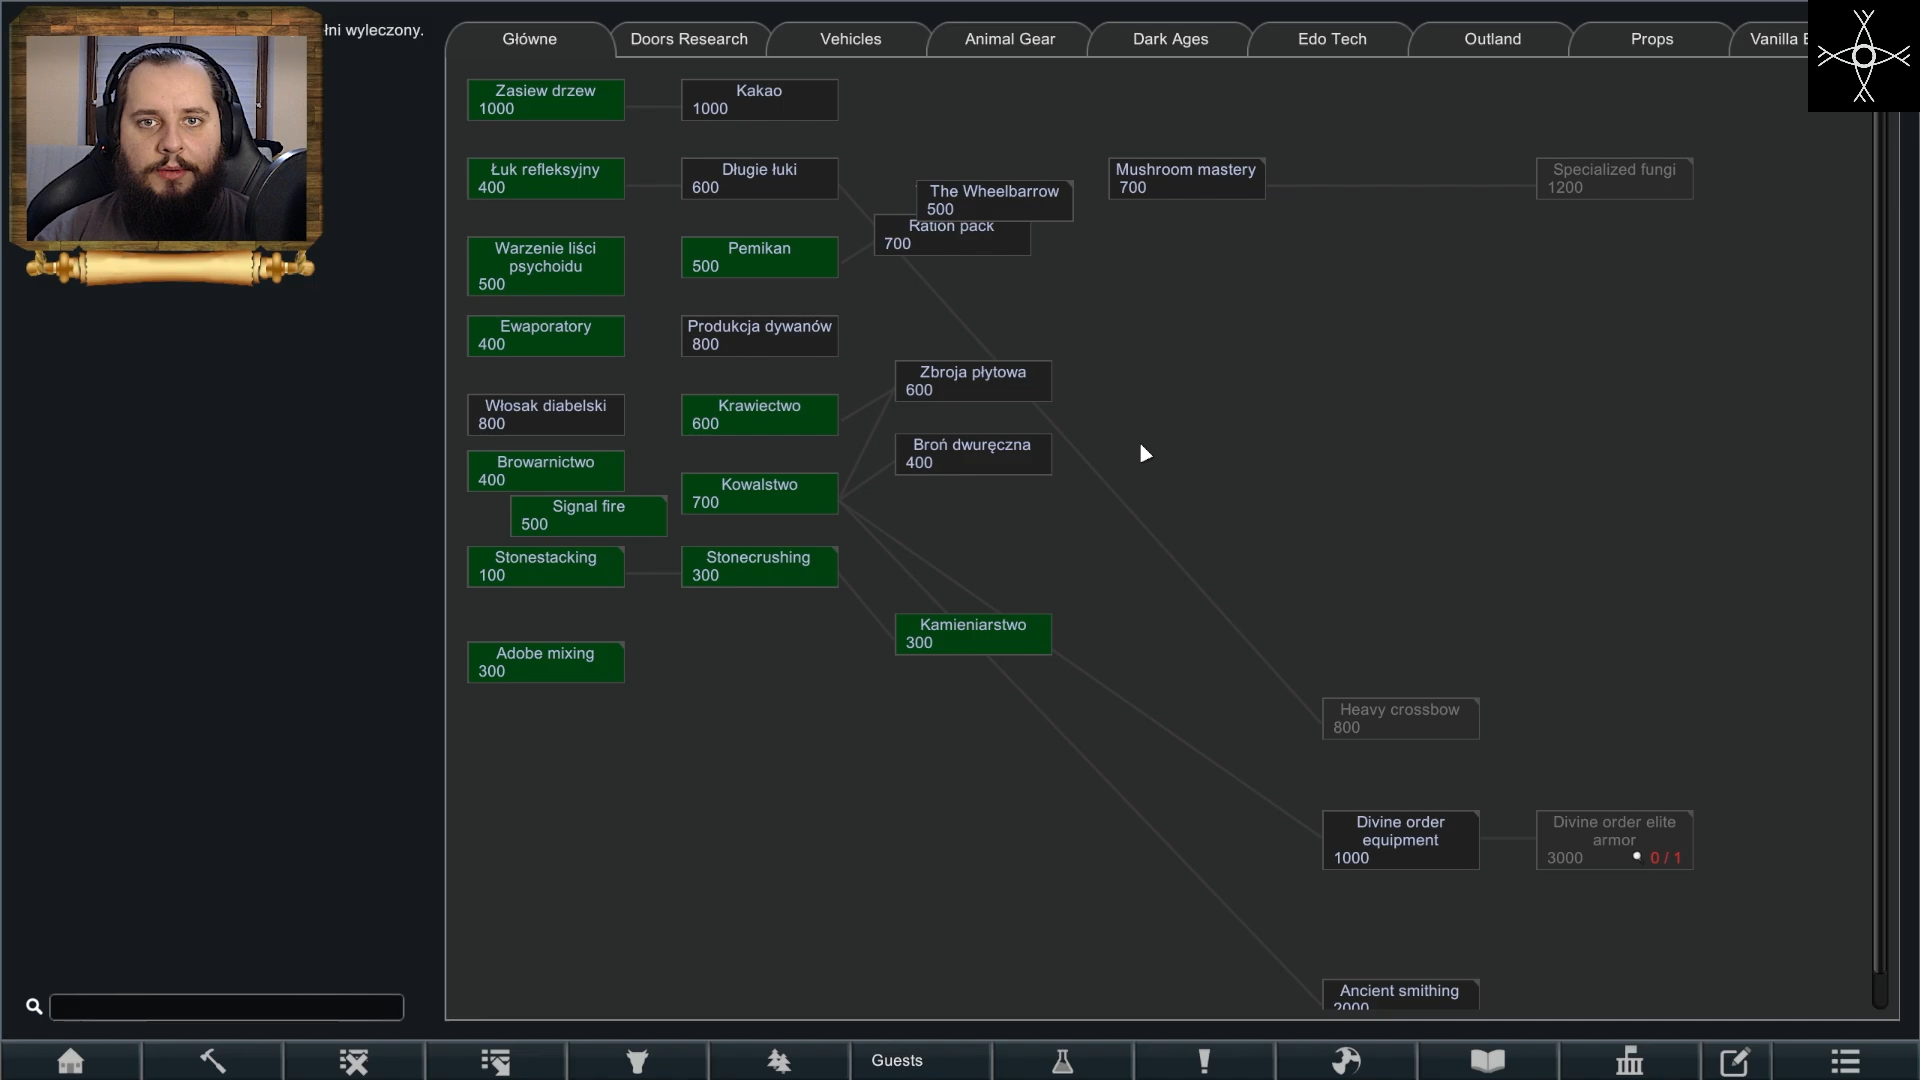 łni wyleczony.
Główne
Doors Research
Vehicles
Animal Gear
Dark Ages
Edo Tech
Outland
Props
Vanilla
Zasiew drzew
1000
Kakao
1000
Łuk refleksyjny
400
Długie łuki
600
The Wheelbarrow
500
Ration pack
700
Mushroom mastery
700
Specialized fungi
1200
Warzenie liści
psychoidu
500
Pemikan
500
Ewaporatory
400
Produkcja dywanów
800
Zbroja płytowa
600
Włosak diabelski
800
Krawiectwo
600
Broń dwuręczna
400
Browarnictwo
400
Signal fire
500
Kowalstwo
700
Stonestacking
100
Stonecrushing
300
Kamieniarstwo
300
Adobe mixing
300
Heavy crossbow
800
Divine order
equipment
1000
Divine order elite
armor
3000 0 / 1
Ancient smithing
2000
Guests